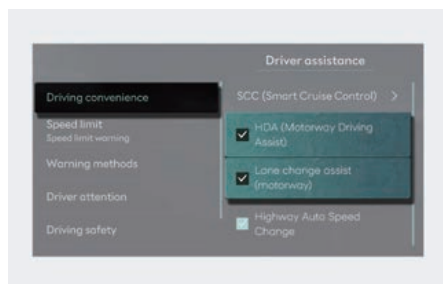 Driver assistance
Driving convenience
Speed limit
Speed limit warning
Warning methods
Driver attention
Driving safety
SCC (Smart Cruise Control)
HDA (Motorway Driving
Assist)
Lane change assist
(motorway)
Highway Auto Speed
Change